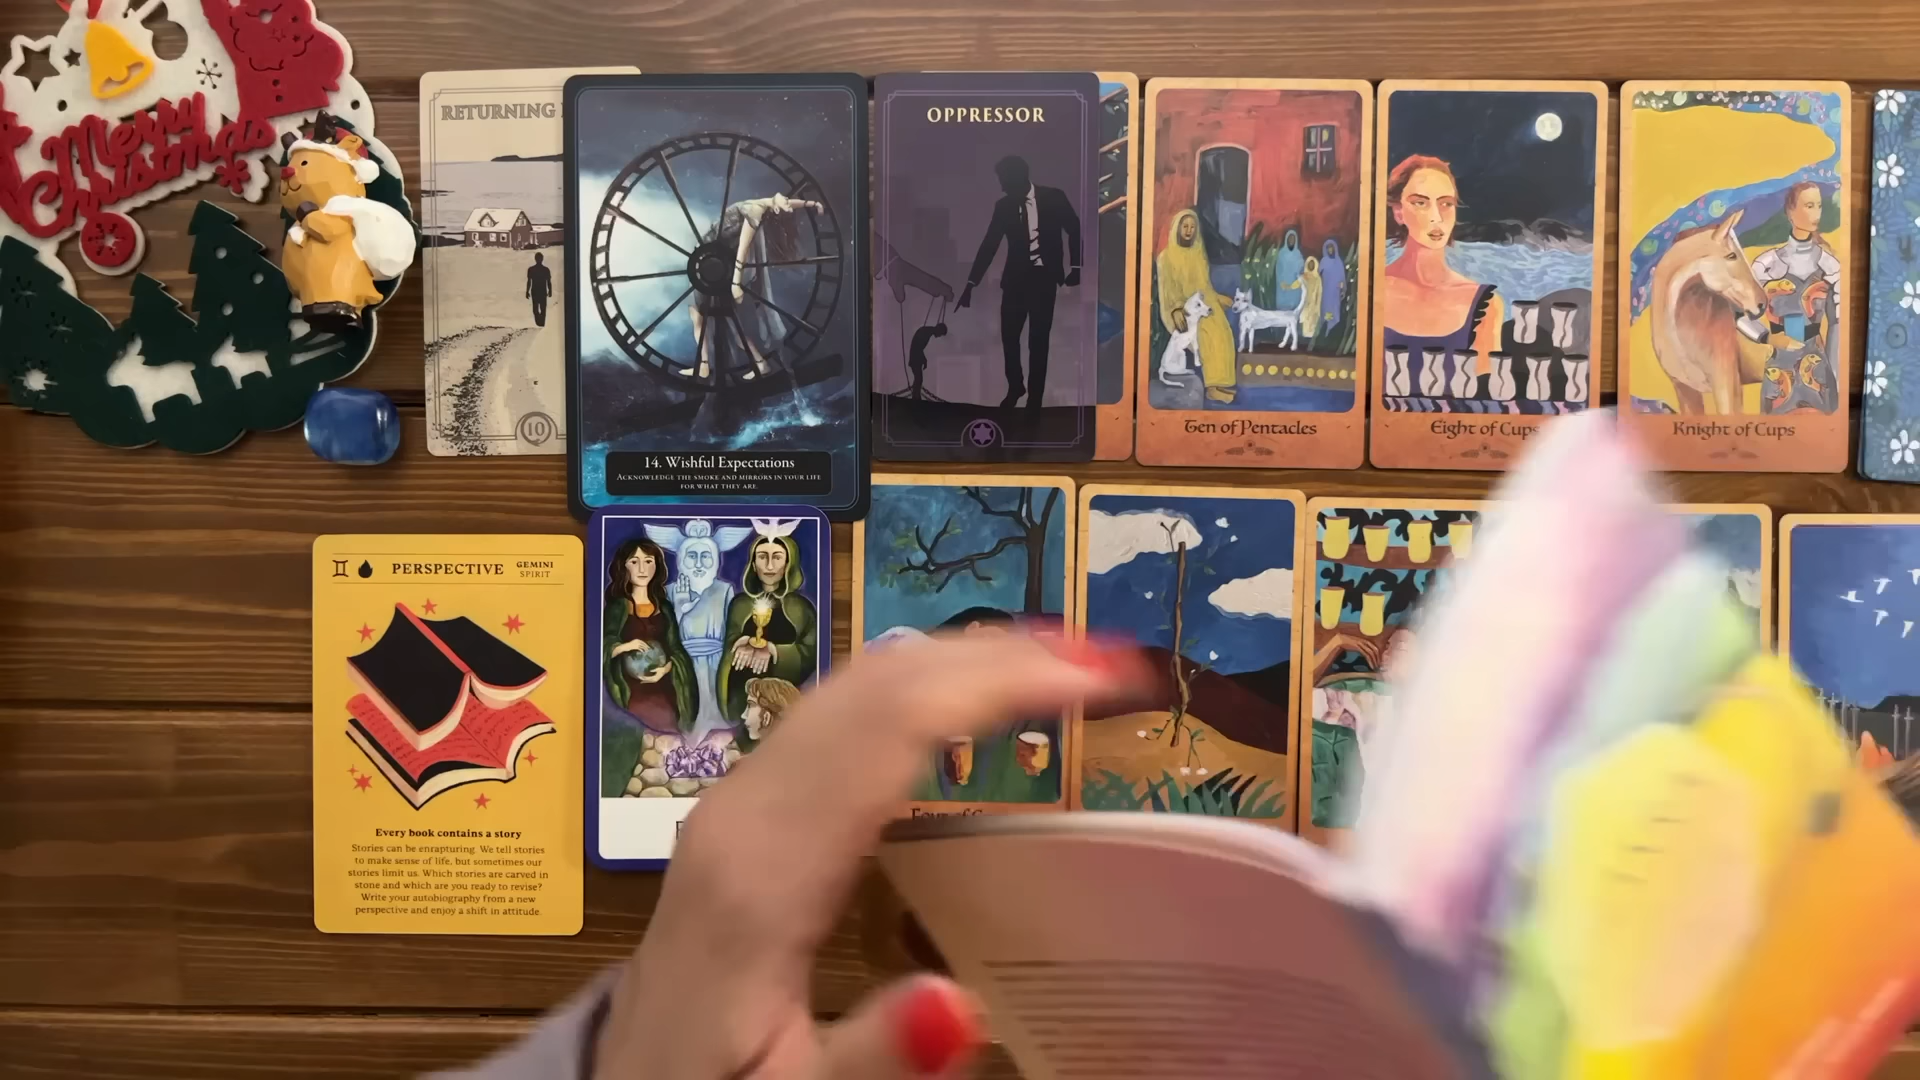 Merry
Christmas
RETURNING
10
14. Wishful Expectations
ACKNOWLEDGE THE SMOKE AND MIRRORS IN YOUR LIFE
FOR WHAT THEY ARE.
OPPRESSOR
Ten of Pentacles
Eight of Cups
Knight of Cups
PERSPECTIVE
GEMINI
SPIRIT
Every book contains a story
Stories can be enrapturing. We tell stories
to make sense of life, but sometimes our
stories limit us. Which stories are carved in
stone and which are you ready to revise?
Write your autobiography from a new
perspective and enjoy a shift in attitude.
Four of